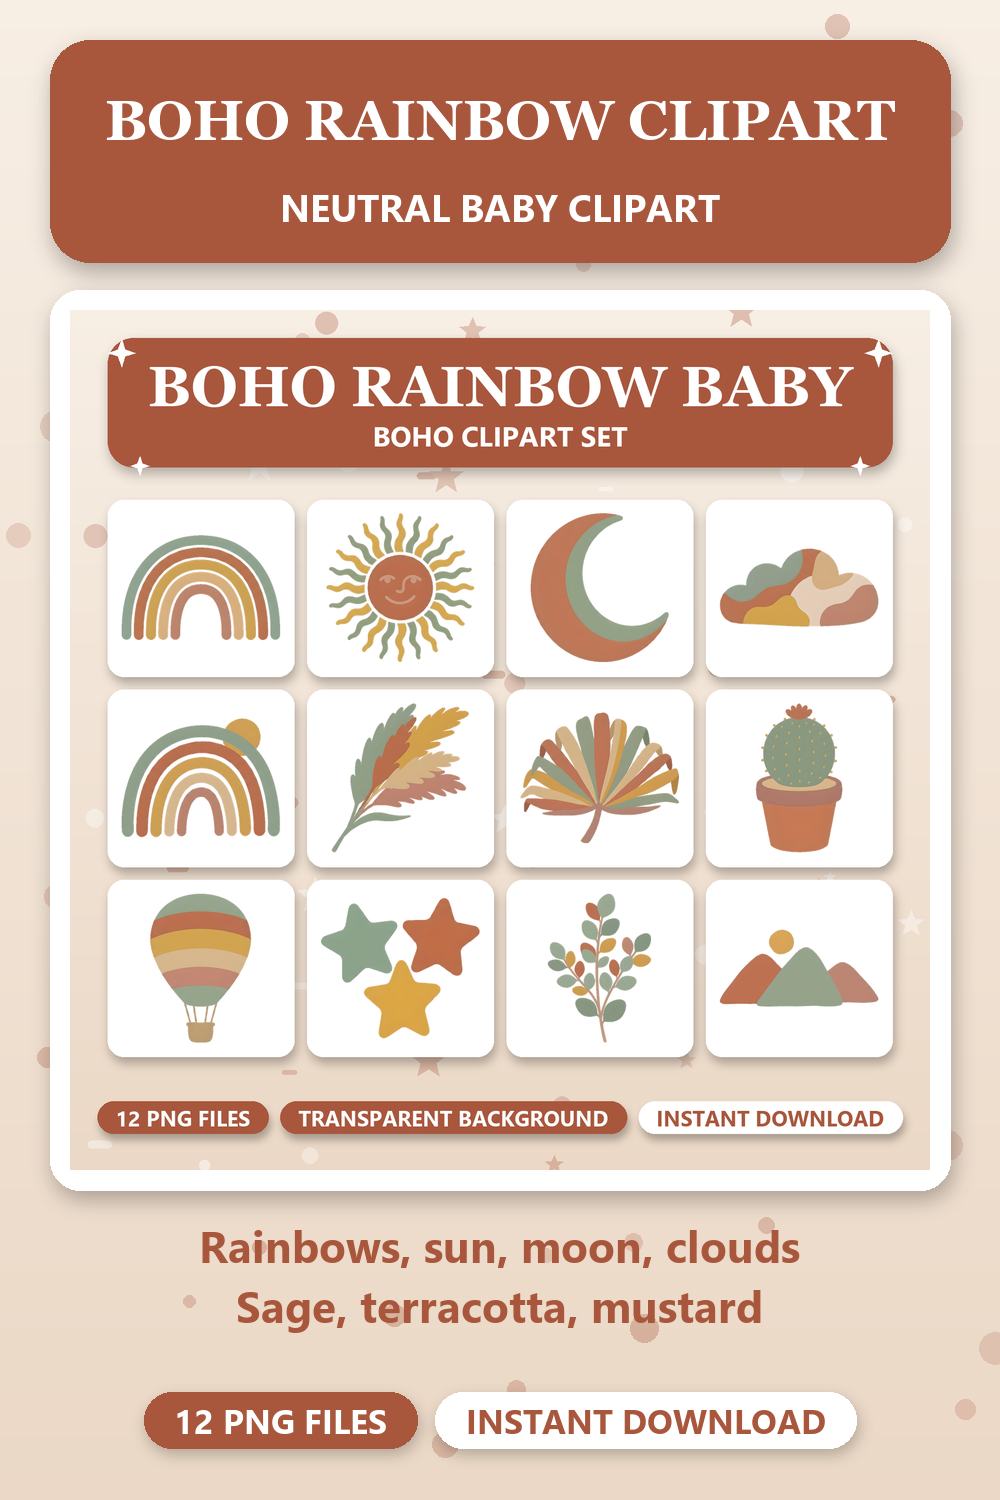 BOHO RAINBOW CLIPART
NEUTRAL BABY CLIPART
BOHO RAINBOW BABY
BOHO CLIPART SET
12 PNG FILES
TRANSPARENT BACKGROUND
INSTANT DOWNLOAD
Rainbows, sun, moon, clouds
Sage, terracotta, mustard
12 PNG FILES
INSTANT DOWNLOAD